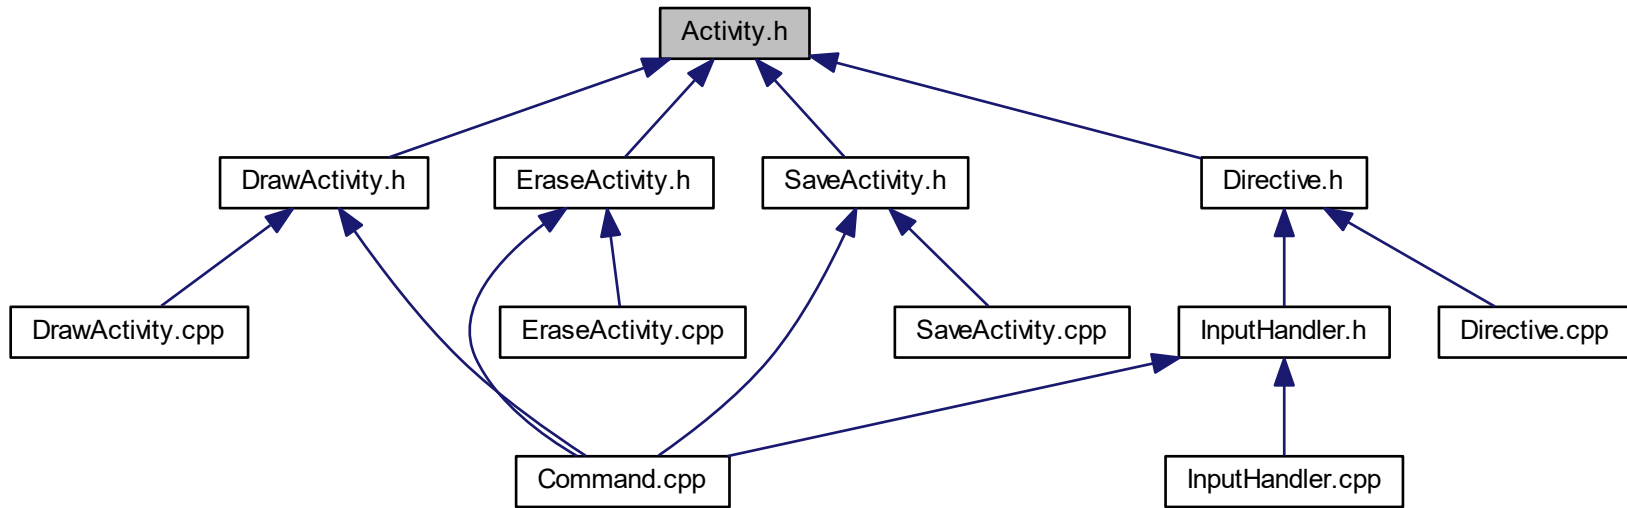 Activity.h
DrawActivity.h
EraseActivity.h
SaveActivity.h
Directive.h
DrawActivity.cpp
EraseActivity.cpp
SaveActivity.cpp
InputHandler.h
Directive.cpp
Command.cpp
InputHandler.cpp